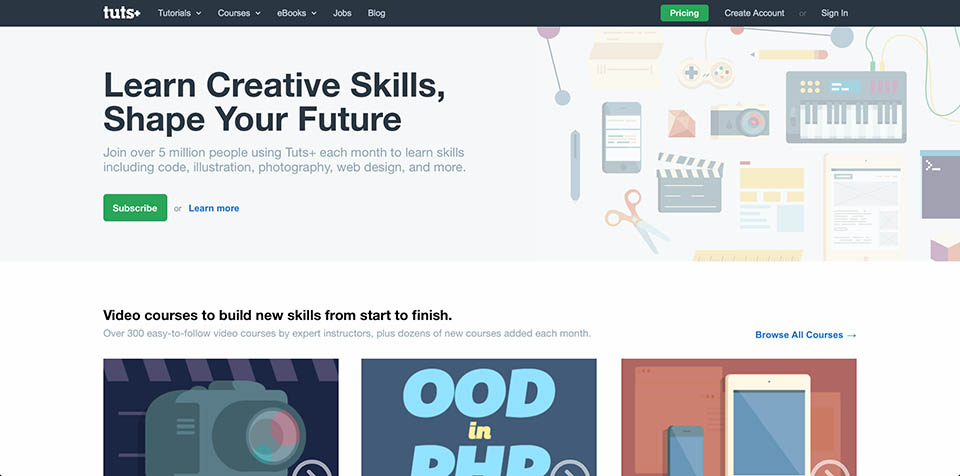 tuts+ Tutorials Courses eBooks Jobs Blog Pricing Create Account or Sign In
Learn Creative Skills,
Shape Your Future
Join over 5 million people using Tuts+ each month to learn skills
including code, illustration, photography, web design, and more.
Subscribe or Learn more
Video courses to build new skills from start to finish.
Over 300 easy-to-follow video courses by expert instructors, plus dozens of new courses added each month.
Browse All Courses →
OOD
in
PHP